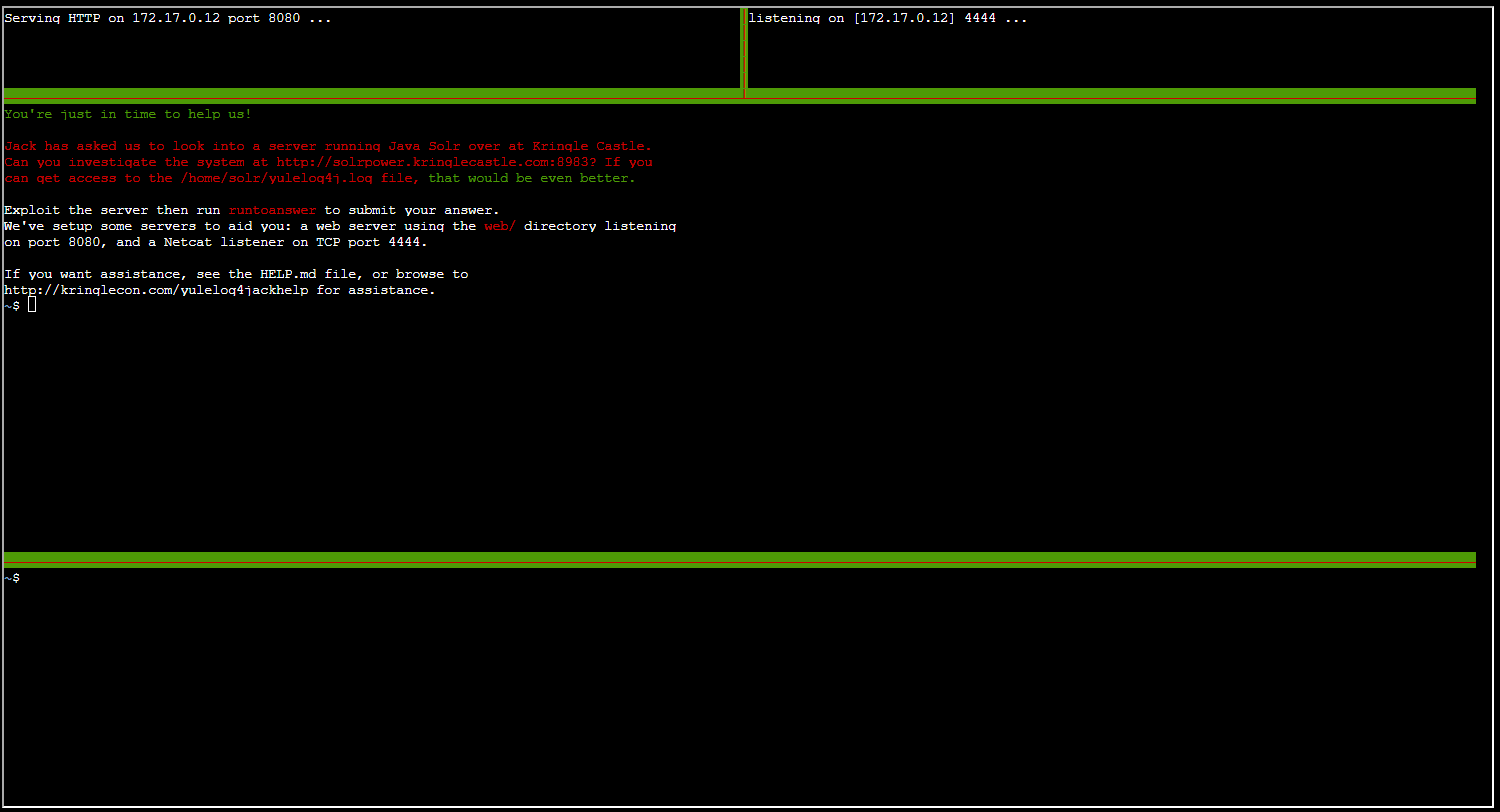 Serving HTTP on 172.17.0.12 port 8080 ...
listening on [172.17.0.12] 4444 ...
You're just in time to help us!
Jack has asked us to look into a server running Java Solr over at Kringle Castle.
Can you investigate the system at http://solrpower.kringlecastle.com:8983? If you
can get access to the /home/solr/yulelog4j.log file, that would be even better.
Exploit the server then run runtoanswer to submit your answer.
We've setup some servers to aid you: a web server using the web/ directory listening
on port 8080, and a Netcat listener on TCP port 4444.
If you want assistance, see the HELP.md file, or browse to
http://kringlecon.com/yulelog4jackhelp for assistance.
~$
~$